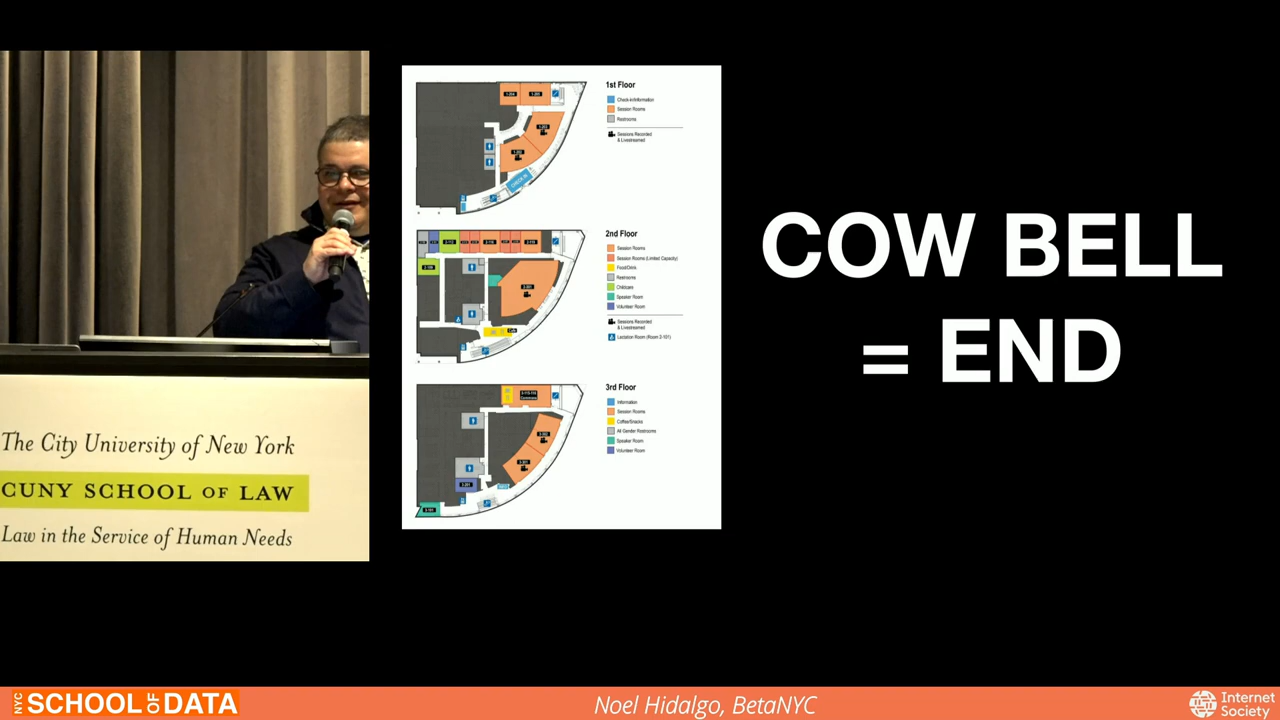 The City University of New York
CUNY SCHOOL OF LAW
Law in the Service of Human Needs
1st Floor
Check-in/Information
Session Rooms
Restrooms
Sessions Recorded
& Livestreamed
CHECK IN
2nd Floor
Session Rooms
Session Rooms (Limited Capacity)
Food/Drink
Restrooms
Childcare
Speaker Room
Volunteer Room
Sessions Recorded
& Livestreamed
Lactation Room (Room 2-101)
3rd Floor
Information
Session Rooms
Coffee/Snacks
All Gender Restrooms
Speaker Room
Volunteer Room
COW BELL
= END
NYC SCHOOL OF DATA
Noel Hidalgo, BetaNYC
Internet
Society